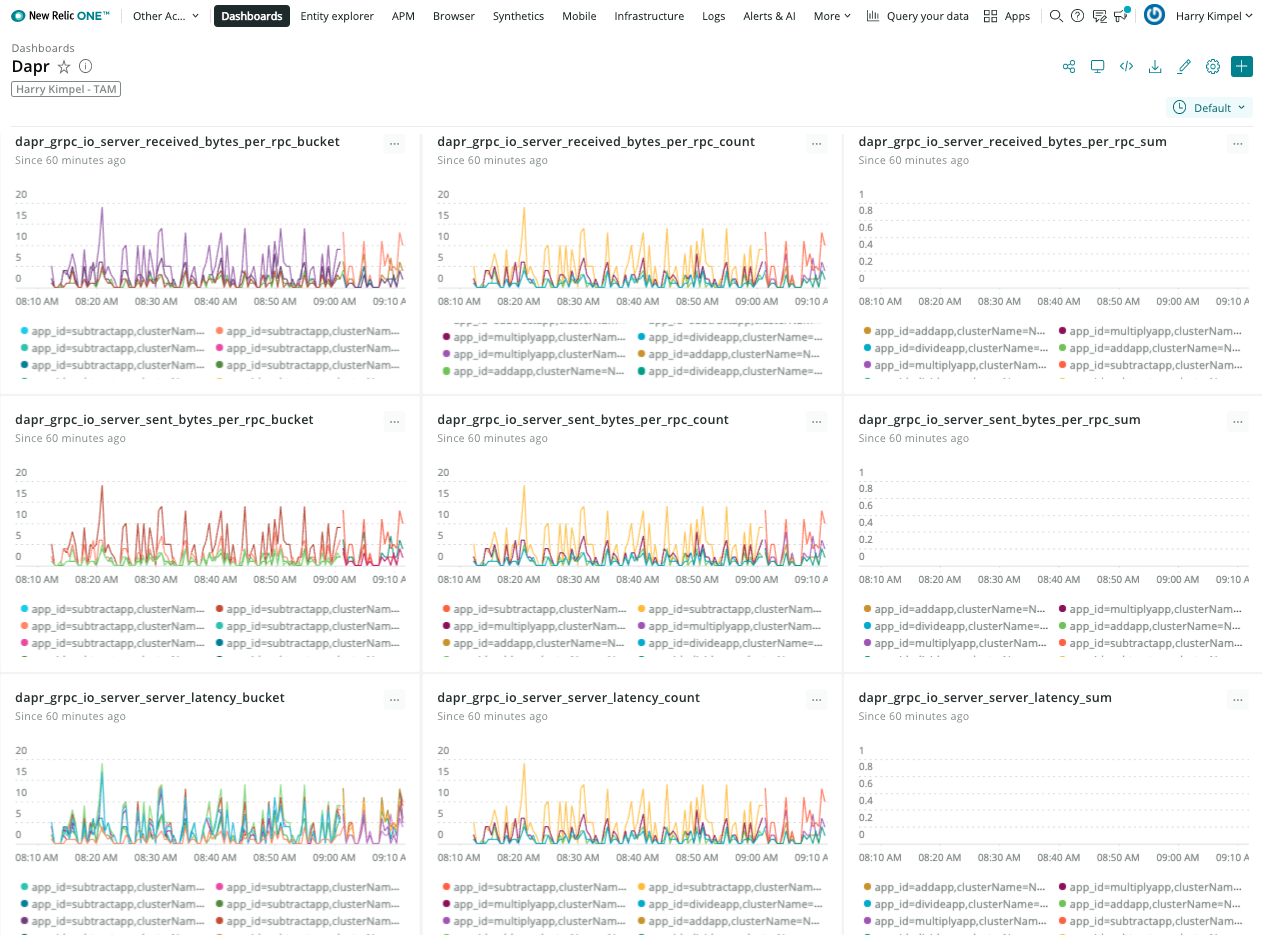 New Relic ONE™ Other Ac... Dashboards Entity explorer APM Browser Synthetics Mobile Infrastructure Logs Alerts & AI More Query your data Apps Harry Kimpel
Dashboards
Dapr
Harry Kimpel - TAM
Default
dapr_grpc_io_server_received_bytes_per_rpc_bucket
Since 60 minutes ago
20
15
10
5
0
08:10 AM 08:20 AM 08:30 AM 08:40 AM 08:50 AM 09:00 AM 09:10 A
app_id=subtractapp,clusterNam... app_id=subtractapp,clusterNam...
app_id=subtractapp,clusterNam... app_id=subtractapp,clusterNam...
app_id=subtractapp,clusterNam... app_id=subtractapp,clusterNam...
dapr_grpc_io_server_received_bytes_per_rpc_count
Since 60 minutes ago
20
15
10
5
0
08:10 AM 08:20 AM 08:30 AM 08:40 AM 08:50 AM 09:00 AM 09:10 A
app_id=multiplyapp,clusterNam... app_id=divideapp,clusterName=...
app_id=multiplyapp,clusterNam... app_id=addapp,clusterName=N...
app_id=addapp,clusterName=N... app_id=divideapp,clusterName=...
dapr_grpc_io_server_received_bytes_per_rpc_sum
Since 60 minutes ago
1
0.8
0.6
0.4
0.2
0
08:10 AM 08:20 AM 08:30 AM 08:40 AM 08:50 AM 09:00 AM 09:10 A
app_id=addapp,clusterName=N... app_id=multiplyapp,clusterNam...
app_id=divideapp,clusterName=... app_id=addapp,clusterName=N...
app_id=multiplyapp,clusterNam... app_id=subtractapp,clusterNam...
dapr_grpc_io_server_sent_bytes_per_rpc_bucket
Since 60 minutes ago
20
15
10
5
0
08:10 AM 08:20 AM 08:30 AM 08:40 AM 08:50 AM 09:00 AM 09:10 A
app_id=subtractapp,clusterNam... app_id=subtractapp,clusterNam...
app_id=subtractapp,clusterNam... app_id=subtractapp,clusterNam...
app_id=subtractapp,clusterNam... app_id=subtractapp,clusterNam...
dapr_grpc_io_server_sent_bytes_per_rpc_count
Since 60 minutes ago
20
15
10
5
0
08:10 AM 08:20 AM 08:30 AM 08:40 AM 08:50 AM 09:00 AM 09:10 A
app_id=subtractapp,clusterNam... app_id=subtractapp,clusterNam...
app_id=multiplyapp,clusterNam... app_id=multiplyapp,clusterNam...
app_id=addapp,clusterName=N... app_id=divideapp,clusterName=...
dapr_grpc_io_server_sent_bytes_per_rpc_sum
Since 60 minutes ago
1
0.8
0.6
0.4
0.2
0
08:10 AM 08:20 AM 08:30 AM 08:40 AM 08:50 AM 09:00 AM 09:10 A
app_id=addapp,clusterName=N... app_id=multiplyapp,clusterNam...
app_id=divideapp,clusterName=... app_id=addapp,clusterName=N...
app_id=multiplyapp,clusterNam... app_id=subtractapp,clusterNam...
dapr_grpc_io_server_server_latency_bucket
Since 60 minutes ago
20
15
10
5
0
08:10 AM 08:20 AM 08:30 AM 08:40 AM 08:50 AM 09:00 AM 09:10 A
app_id=subtractapp,clusterNam... app_id=subtractapp,clusterNam...
app_id=subtractapp,clusterNam... app_id=subtractapp,clusterNam...
app_id=subtractapp,clusterNam... app_id=subtractapp,clusterNam...
dapr_grpc_io_server_server_latency_count
Since 60 minutes ago
20
15
10
5
0
08:10 AM 08:20 AM 08:30 AM 08:40 AM 08:50 AM 09:00 AM 09:10 A
app_id=subtractapp,clusterNam... app_id=subtractapp,clusterNam...
app_id=multiplyapp,clusterNam... app_id=divideapp,clusterName=...
app_id=multiplyapp,clusterNam... app_id=addapp,clusterName=N...
dapr_grpc_io_server_server_latency_sum
Since 60 minutes ago
1
0.8
0.6
0.4
0.2
0
08:10 AM 08:20 AM 08:30 AM 08:40 AM 08:50 AM 09:00 AM 09:10 A
app_id=addapp,clusterName=N... app_id=multiplyapp,clusterNam...
app_id=divideapp,clusterName=... app_id=addapp,clusterName=N...
app_id=multiplyapp,clusterNam... app_id=subtractapp,clusterNam...